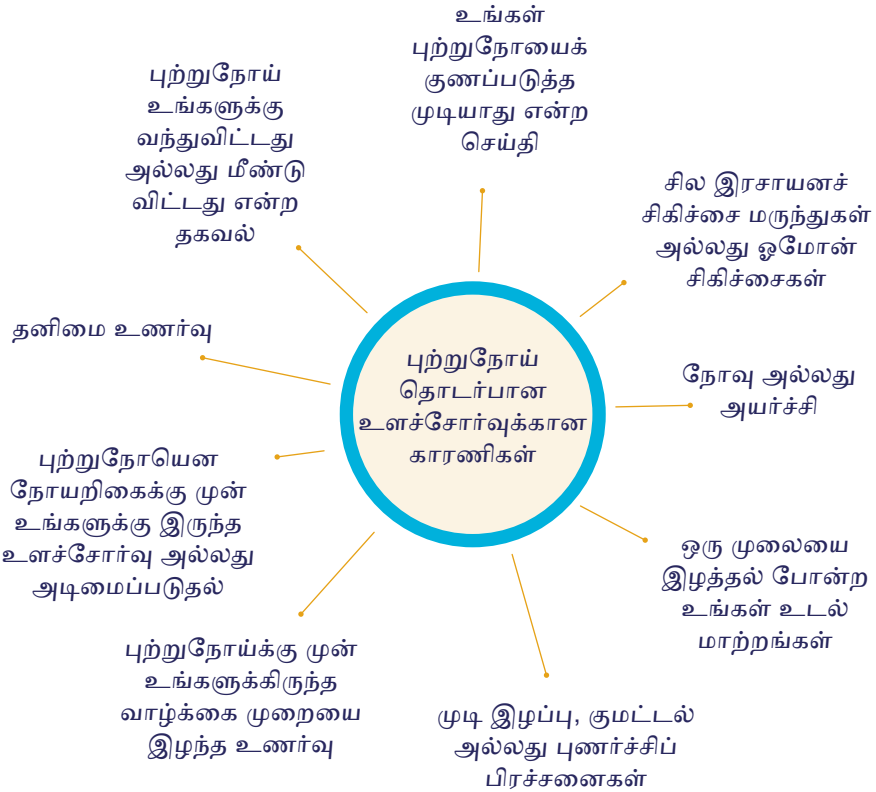 உங்கள்
புற்றுநோயைக்
குணப்படுத்த
முடியாது என்ற
செய்தி
சில இரசாயனச்
சிகிச்சை மருந்துகள்
அல்லது ஓமோன்
சிகிச்சைகள்
நோவு அல்லது
அயர்ச்சி
ஒரு முலையை
இழத்தல் போன்ற
உங்கள் உடல்
மாற்றங்கள்
முடி இழப்பு, குமட்டல்
அல்லது புணர்ச்சிப்
பிரச்சனைகள்
புற்றுநோய்க்கு முன்
உங்களுக்கிருந்த
வாழ்க்கை முறையை
இழந்த உணர்வு
புற்றுநோயென
நோயறிகைக்கு முன்
உங்களுக்கு இருந்த
உளச்சோர்வு அல்லது
அடிமைப்படுதல்
தனிமை உணர்வு
புற்றுநோய்
உங்களுக்கு
வந்துவிட்டது
அல்லது மீண்டு
விட்டது என்ற
தகவல்
புற்றுநோய்
தொடர்பான
உளச்சோர்வுக்கான
காரணிகள்